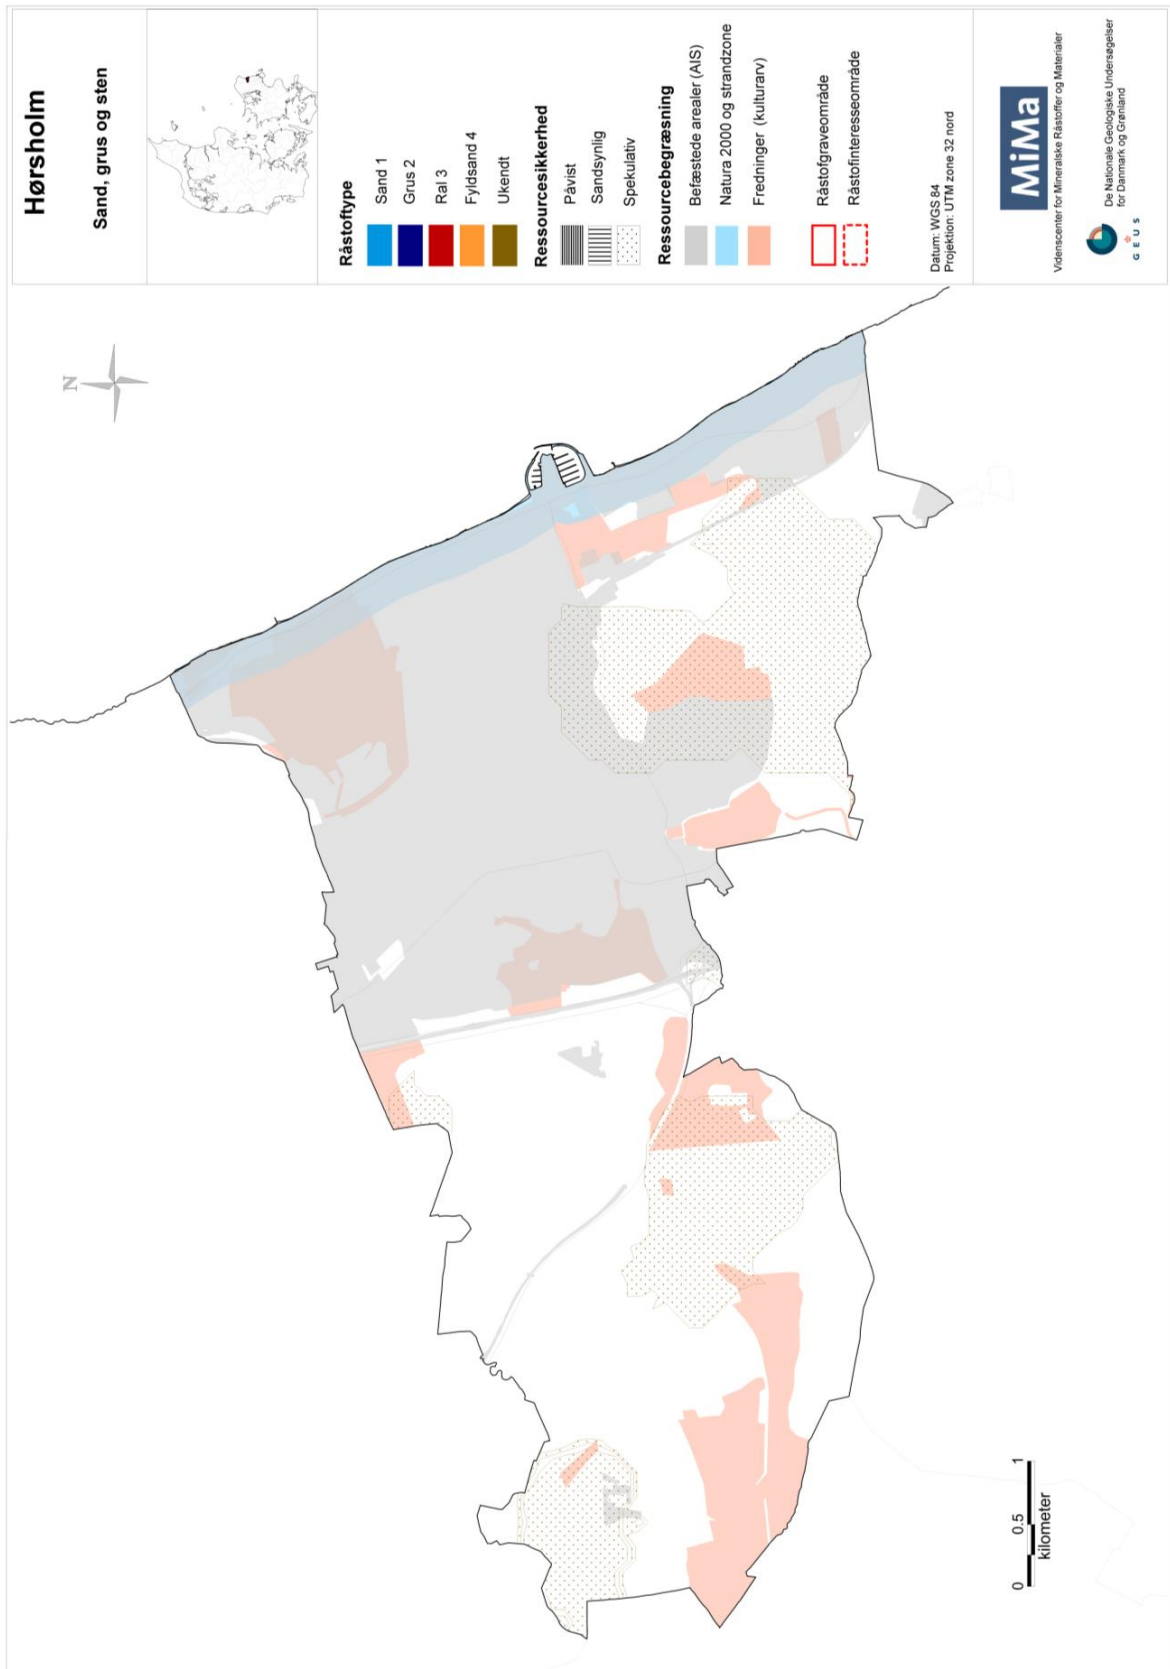 Hørsholm
Sand, grus og sten
Råstoftype
Sand 1
Grus 2
Ral 3
Fyldsand 4
Ukendt
Ressourcesikkerhed
Påvist
Sandsynlig
Spekulativ
Ressourcebegræsning
Befæstede arealer (AIS)
Natura 2000 og strandzone
Fredninger (kulturarv)
Råstofgraveområde
Råstofinteresseområde
Datum: WGS 84
Projektion: UTM zone 32 nord
MiMa
Videnscenter for Mineralske Råstoffer og Materialer
De Nationale Geologiske Undersøgelser
for Danmark og Grønland
G E U S
N
0 0.5 1
kilometer